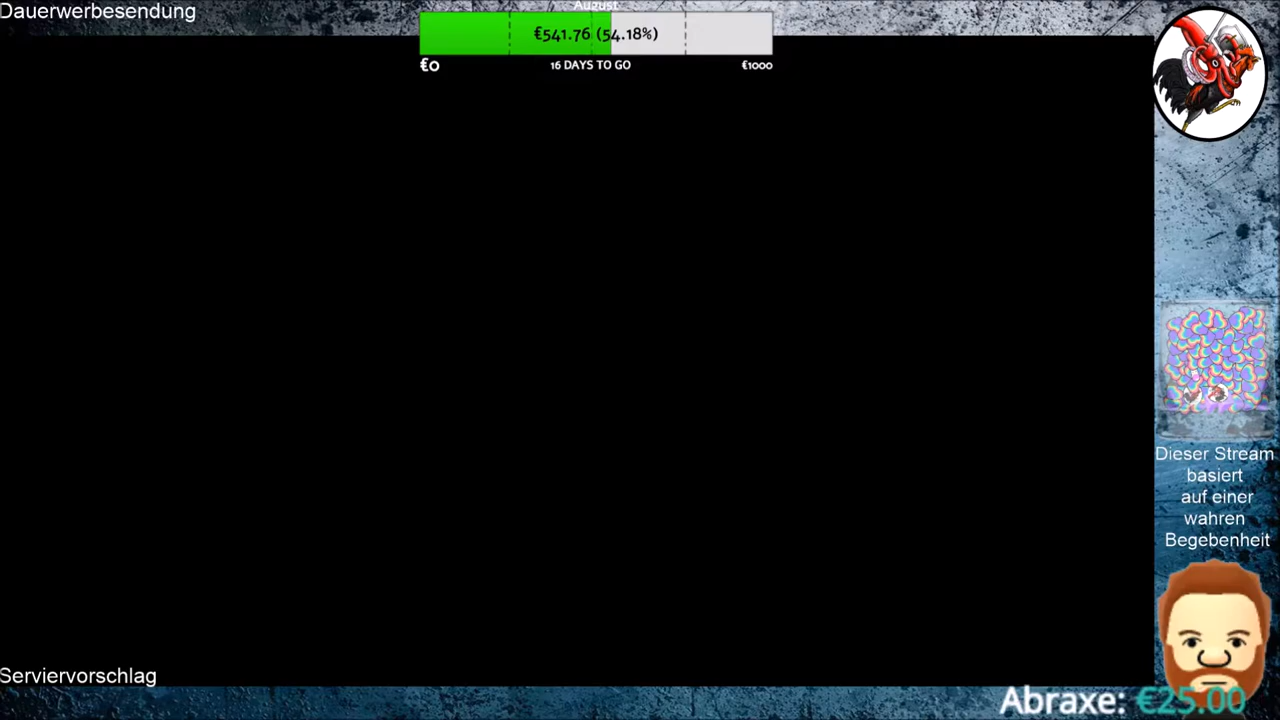 Dauerwerbesendung
August
€541.76 (54.18%)
€0
16 DAYS TO GO
€1000
Dieser Stream
basiert
auf einer
wahren
Begebenheit
Serviervorschlag
Abraxe: €25.00